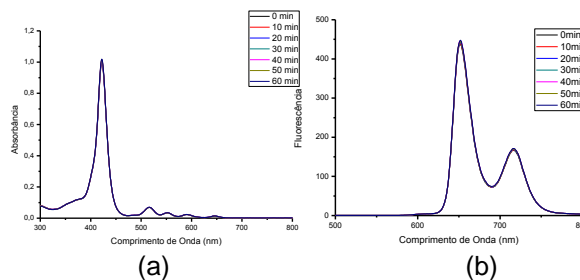 1,2
1,0
0,8
0,6
0,4
0,2
0,0
Absorbância
300 400 500 600 700 800
Comprimento de Onda (nm)
0 min
10 min
20 min
30 min
40 min
50 min
60 min
(a)
500
400
300
200
100
0
Fluorescência
500 600 700 80
Comprimento de Onda (nm)
0min
10min
20min
30min
40min
50min
60min
(b)